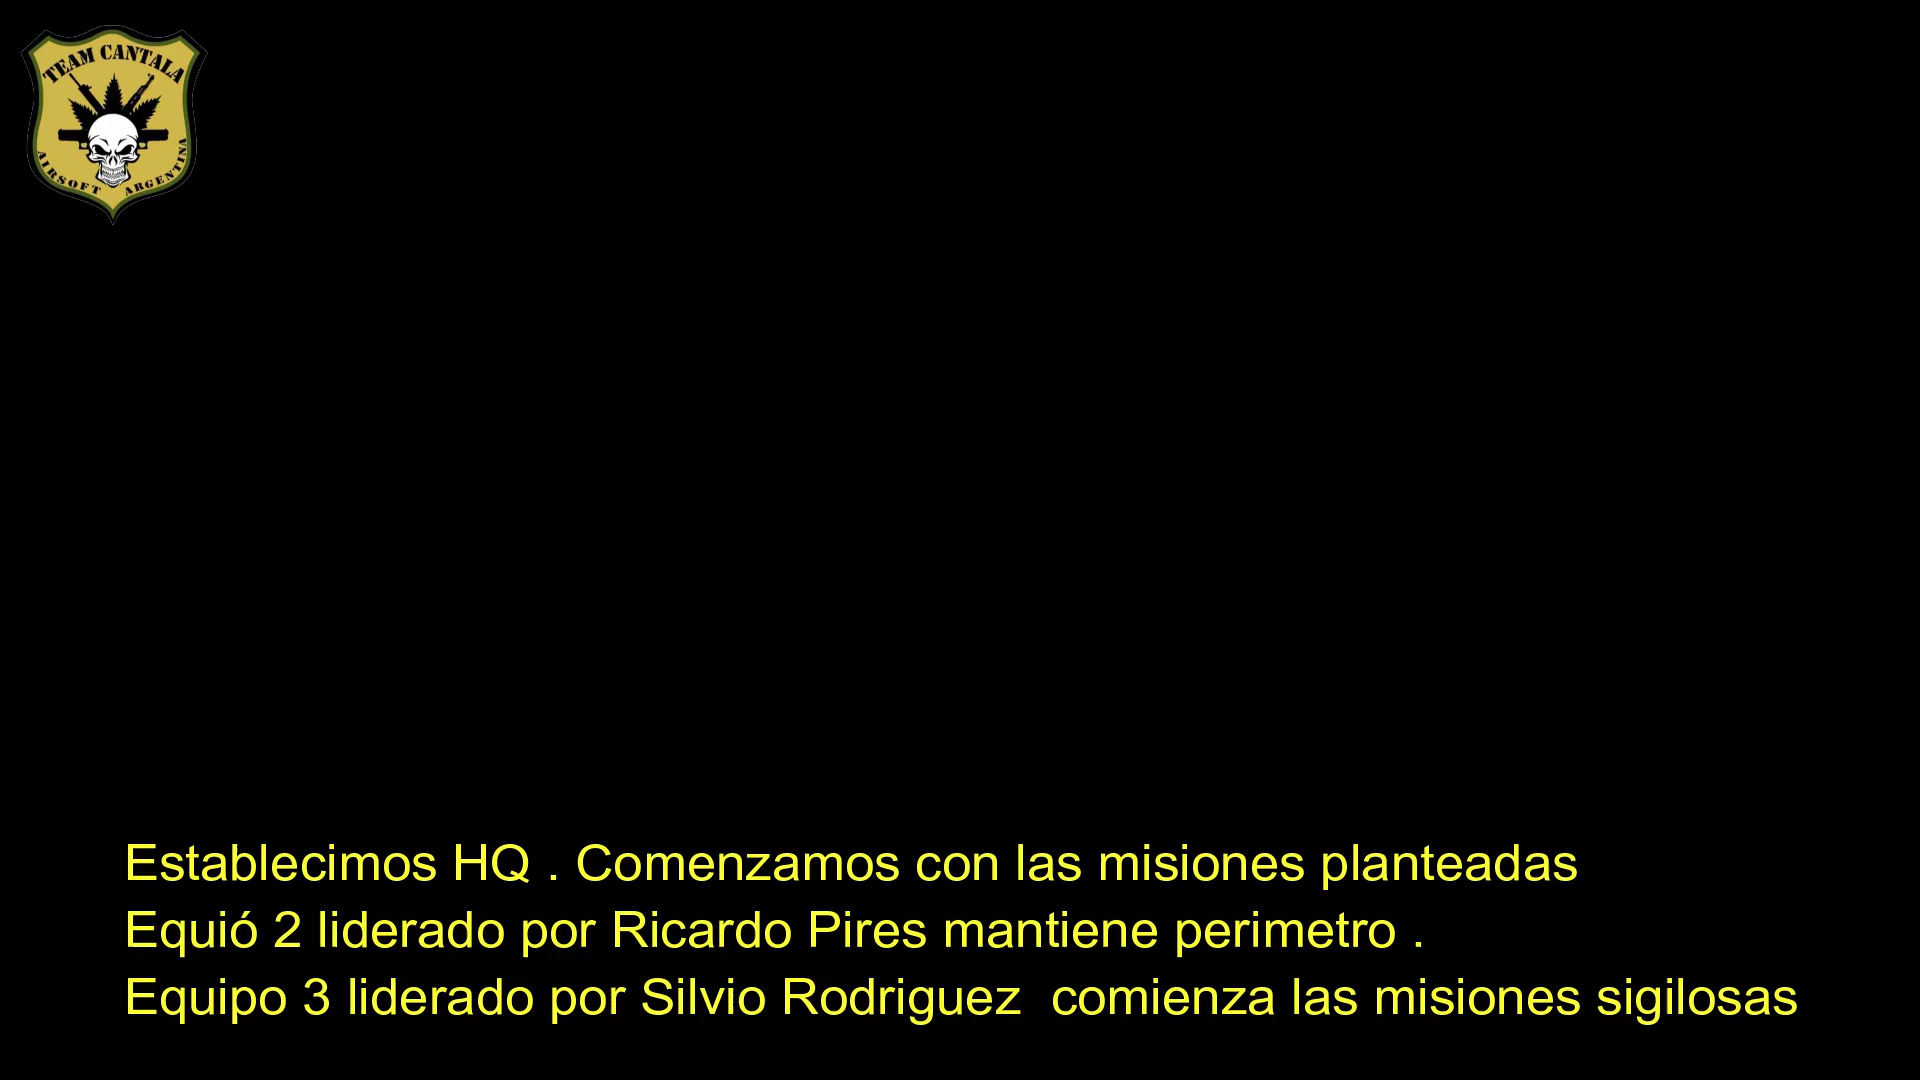 TEAM CANTALA
AIRSOFT ARGENTINA
Establecimos HQ . Comenzamos con las misiones planteadas
Equió 2 liderado por Ricardo Pires mantiene perimetro .
Equipo 3 liderado por Silvio Rodriguez  comienza las misiones sigilosas